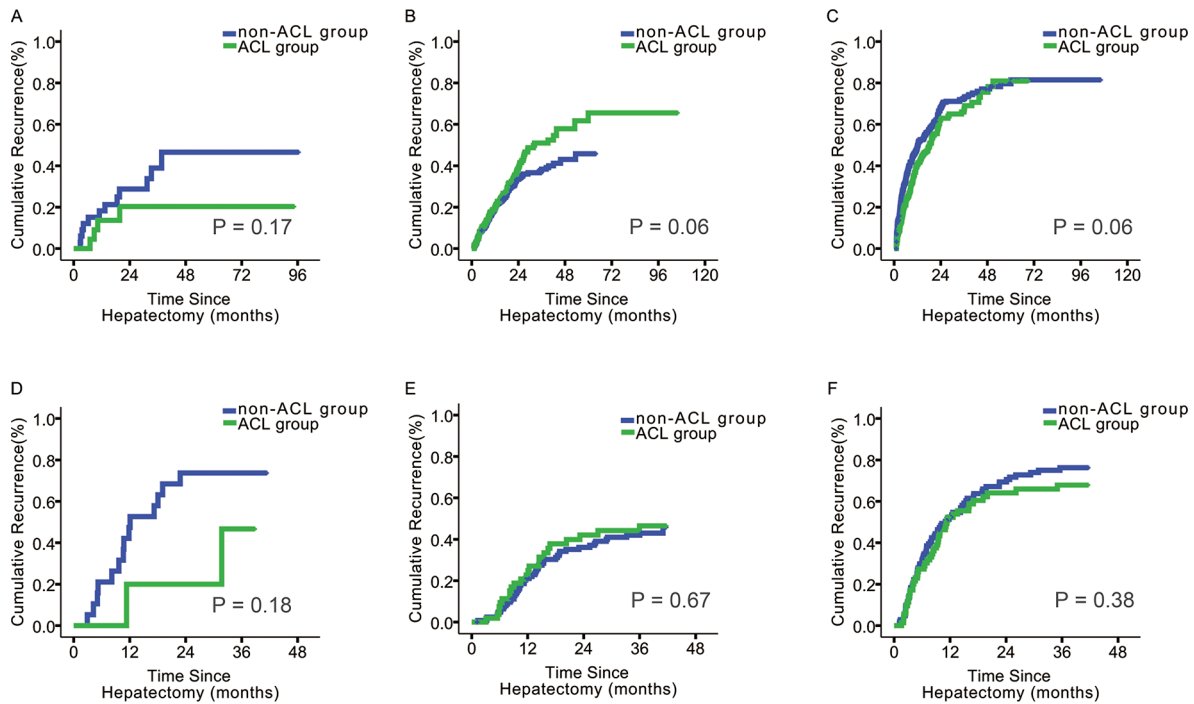 A
non-ACL group
ACL group
Cumulative Recurrence(%)
1.0
0.8
0.6
0.4
0.2
0.0
P = 0.17
0 24 48 72 96
Time Since
Hepatectomy (months)
B
non-ACL group
ACL group
Cumulative Recurrence(%)
1.0
0.8
0.6
0.4
0.2
0.0
P = 0.06
0 24 48 72 96 120
Time Since
Hepatectomy (months)
C
non-ACL group
ACL group
Cumulative Recurrence(%)
1.0
0.8
0.6
0.4
0.2
0.0
P = 0.06
0 24 48 72 96 120
Time Since
Hepatectomy (months)
D
non-ACL group
ACL group
Cumulative Recurrence(%)
1.0
0.8
0.6
0.4
0.2
0.0
P = 0.18
0 12 24 36 48
Time Since
Hepatectomy (months)
E
non-ACL group
ACL group
Cumulative Recurrence(%)
1.0
0.8
0.6
0.4
0.2
0.0
P = 0.67
0 12 24 36 48
Time Since
Hepatectomy (months)
F
non-ACL group
ACL group
Cumulative Recurrence(%)
1.0
0.8
0.6
0.4
0.2
0.0
P = 0.38
0 12 24 36 48
Time Since
Hepatectomy (months)